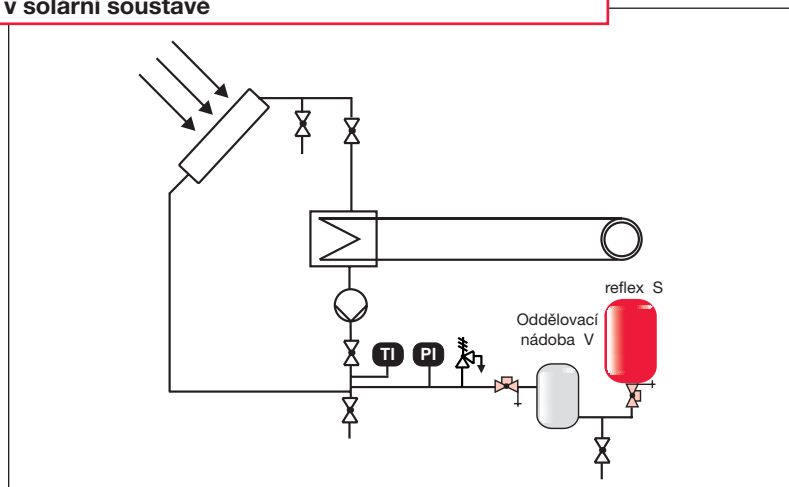 v solární soustavě
reflex S
Oddělovací
nádoba V
TI
PI